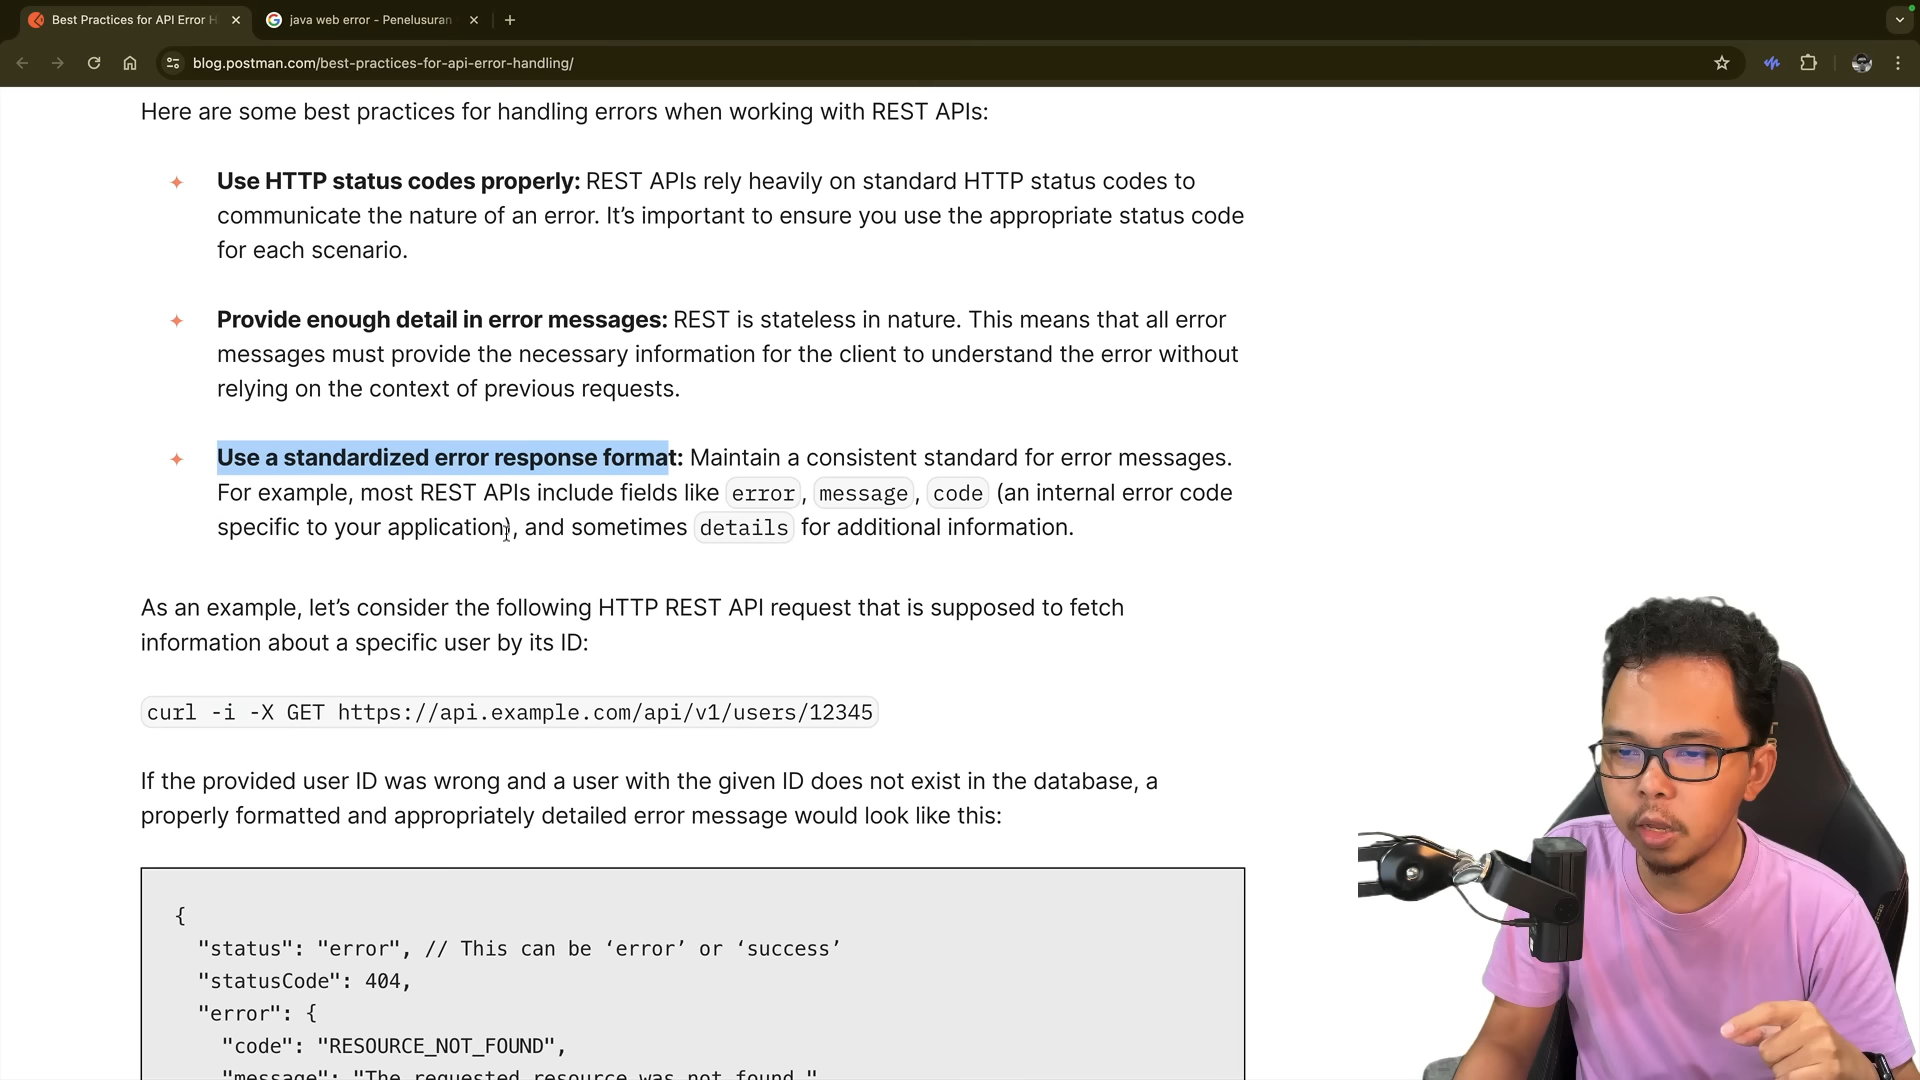 Best Practices for API Error H
java web error - Penelusuran
blog.postman.com/best-practices-for-api-error-handling/
Here are some best practices for handling errors when working with REST APIs:
Use HTTP status codes properly: REST APIs rely heavily on standard HTTP status codes to
communicate the nature of an error. It’s important to ensure you use the appropriate status code
for each scenario.
Provide enough detail in error messages: REST is stateless in nature. This means that all error
messages must provide the necessary information for the client to understand the error without
relying on the context of previous requests.
Use a standardized error response format: Maintain a consistent standard for error messages.
For example, most REST APIs include fields like error, message, code (an internal error code
specific to your application), and sometimes details for additional information.
As an example, let’s consider the following HTTP REST API request that is supposed to fetch
information about a specific user by its ID:
curl -i -X GET https://api.example.com/api/v1/users/12345
If the provided user ID was wrong and a user with the given ID does not exist in the database, a
properly formatted and appropriately detailed error message would look like this:
{
"status": "error", // This can be ‘error’ or ‘success’
"statusCode": 404,
"error": {
"code": "RESOURCE_NOT_FOUND",
"message": "The requested resource was not found."